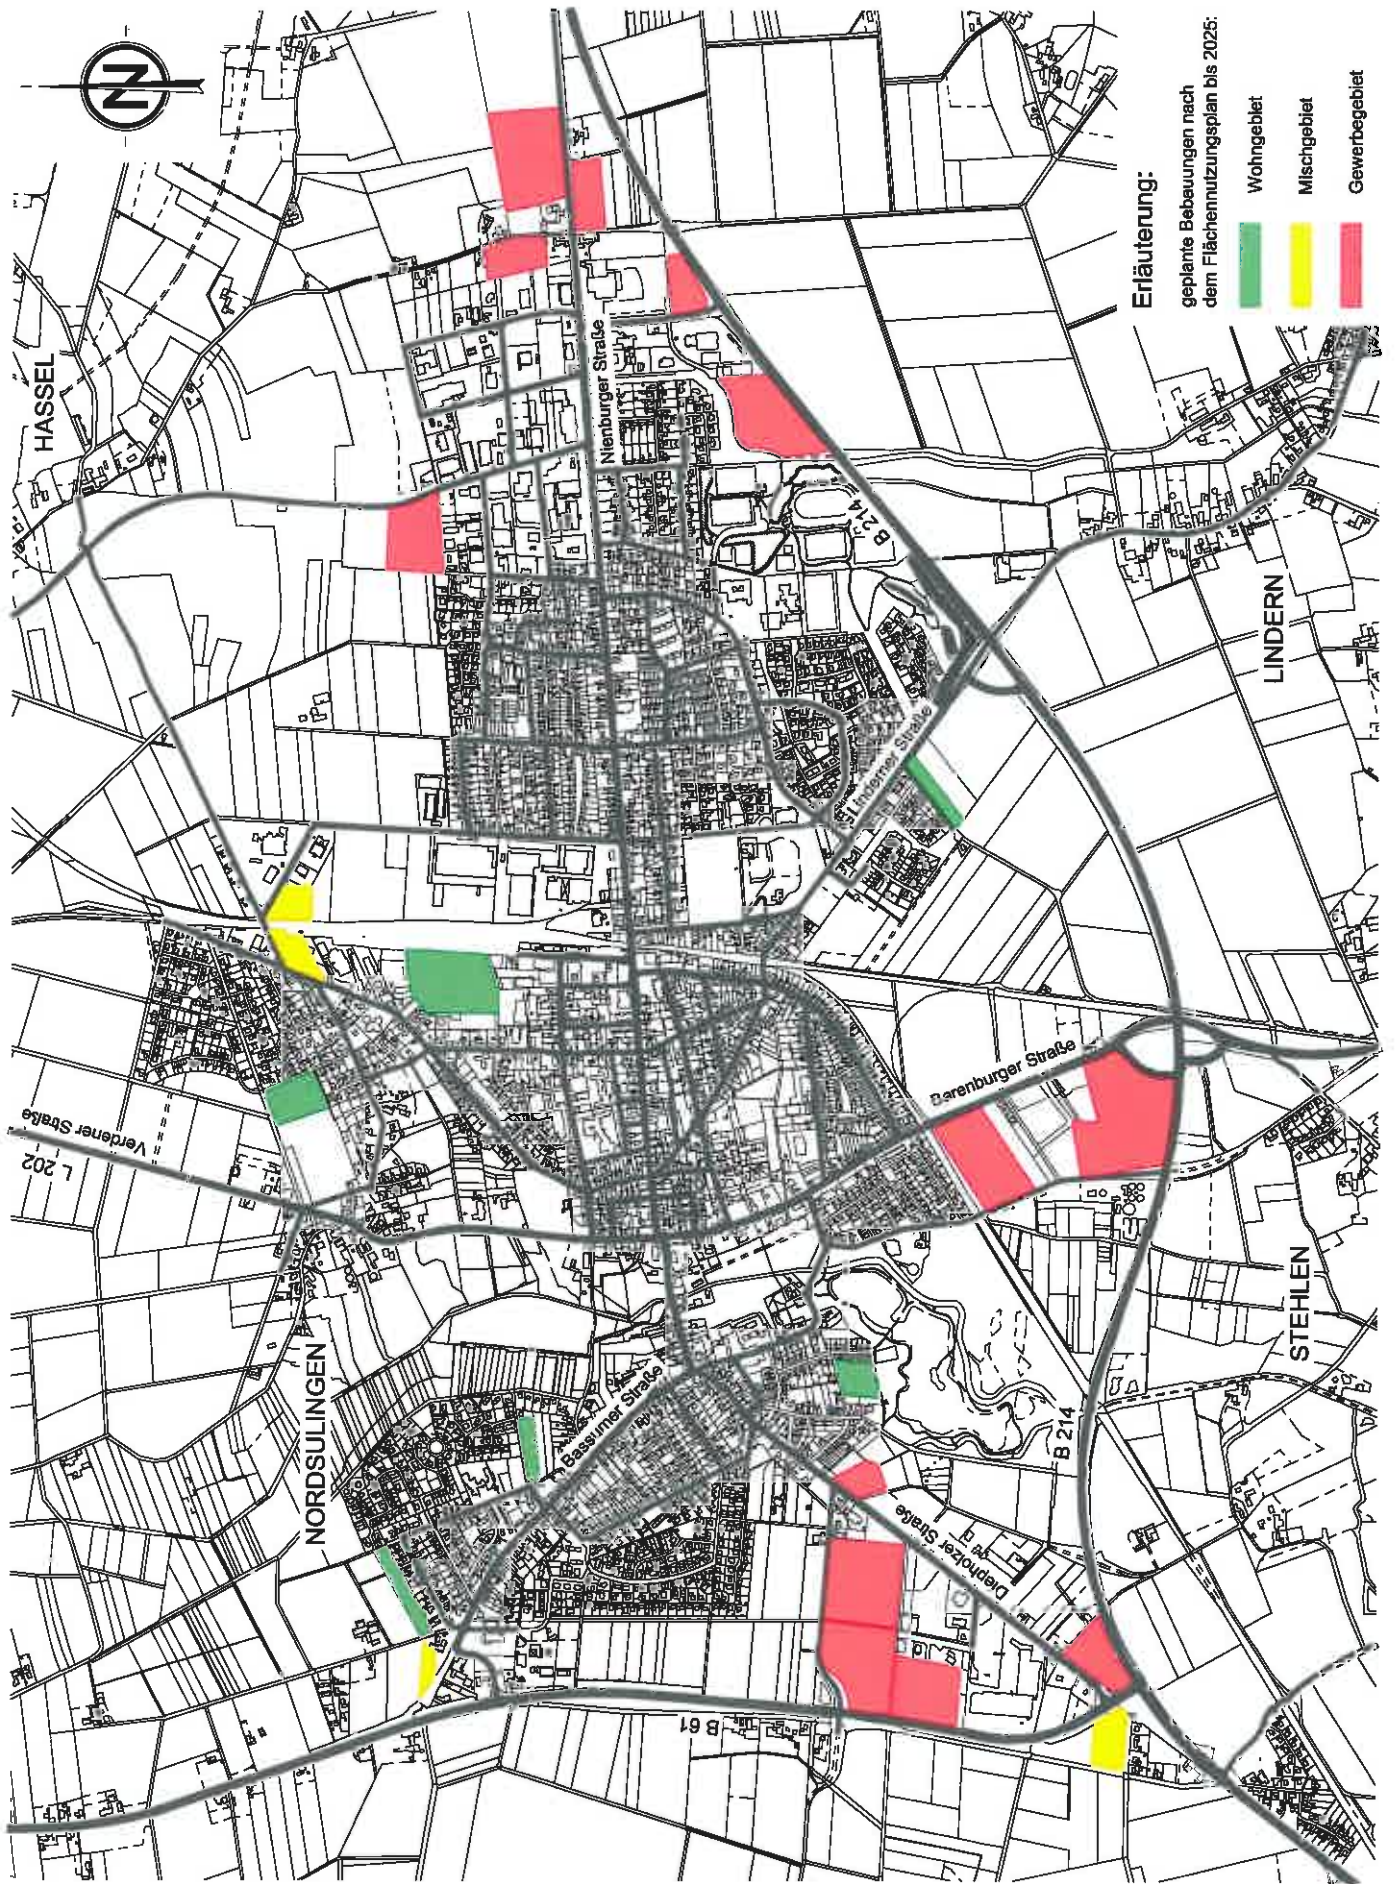 N
HASSEL
NORDSULINGEN
LINDERN
STEHLEN
L 202
Verdener Straße
Nienburger Straße
B 214
Lindener Straße
Barenburger Straße
Bassumer Straße
Diepholzer Straße
B 214
B 61
Erläuterung:
geplante Bebauungen nach
dem Flächennutzungsplan bis 2025:
Wohngebiet
Mischgebiet
Gewerbegebiet